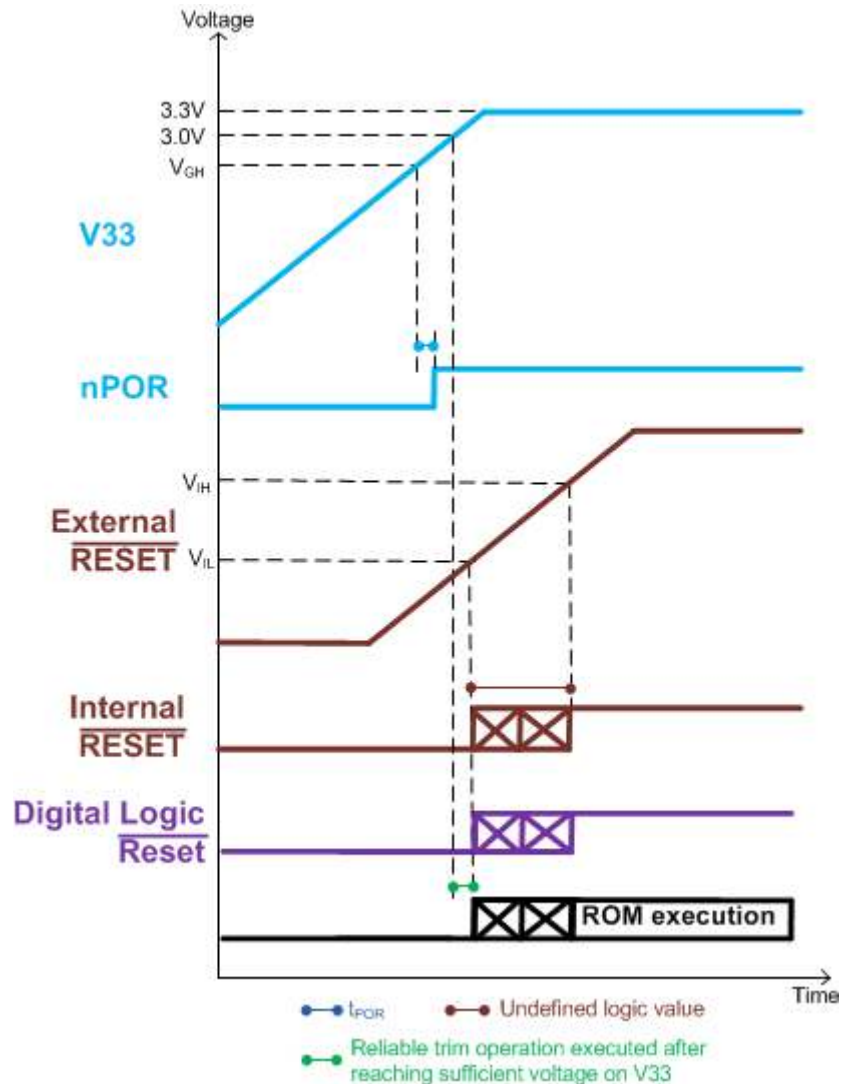 Voltage
3.3V
3.0V
VGH
V33
nPOR
VIH
External
RESET
VIL
Internal
RESET
Digital Logic
Reset
ROM execution
Time
tPOR
Undefined logic value
Reliable trim operation executed after
reaching sufficient voltage on V33